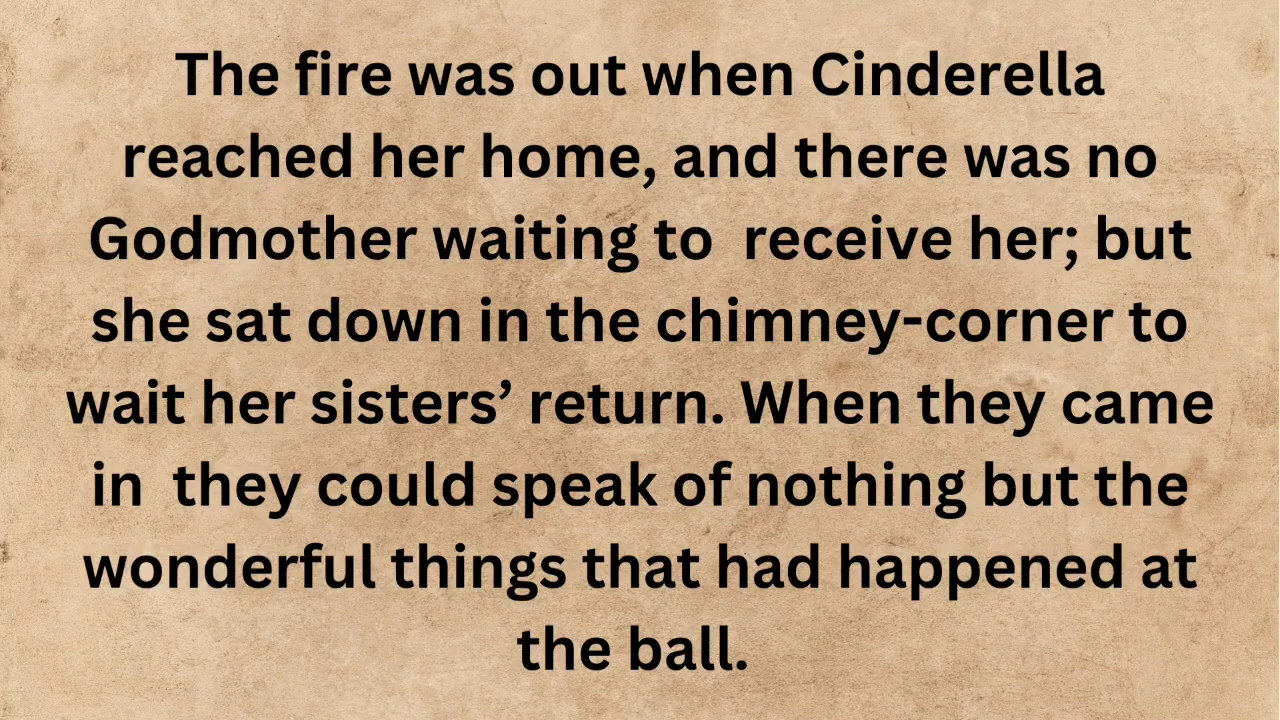 The fire was out when Cinderella
reached her home, and there was no
Godmother waiting to  receive her; but
she sat down in the chimney-corner to
wait her sisters’ return. When they came
in  they could speak of nothing but the
wonderful things that had happened at
the ball.